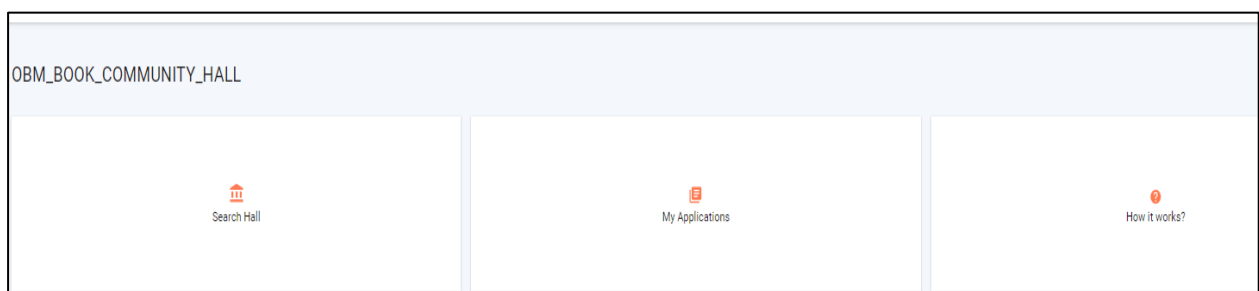 OBM_BOOK_COMMUNITY_HALL
Search Hall
My Applications
How it works?